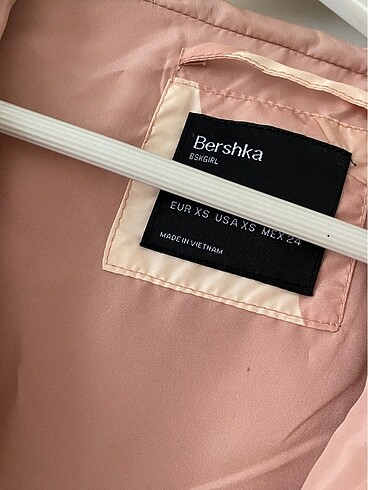 Bershka
BSKGIRL
EUR XS USA XS MEX 24
MADE IN VIETNAM